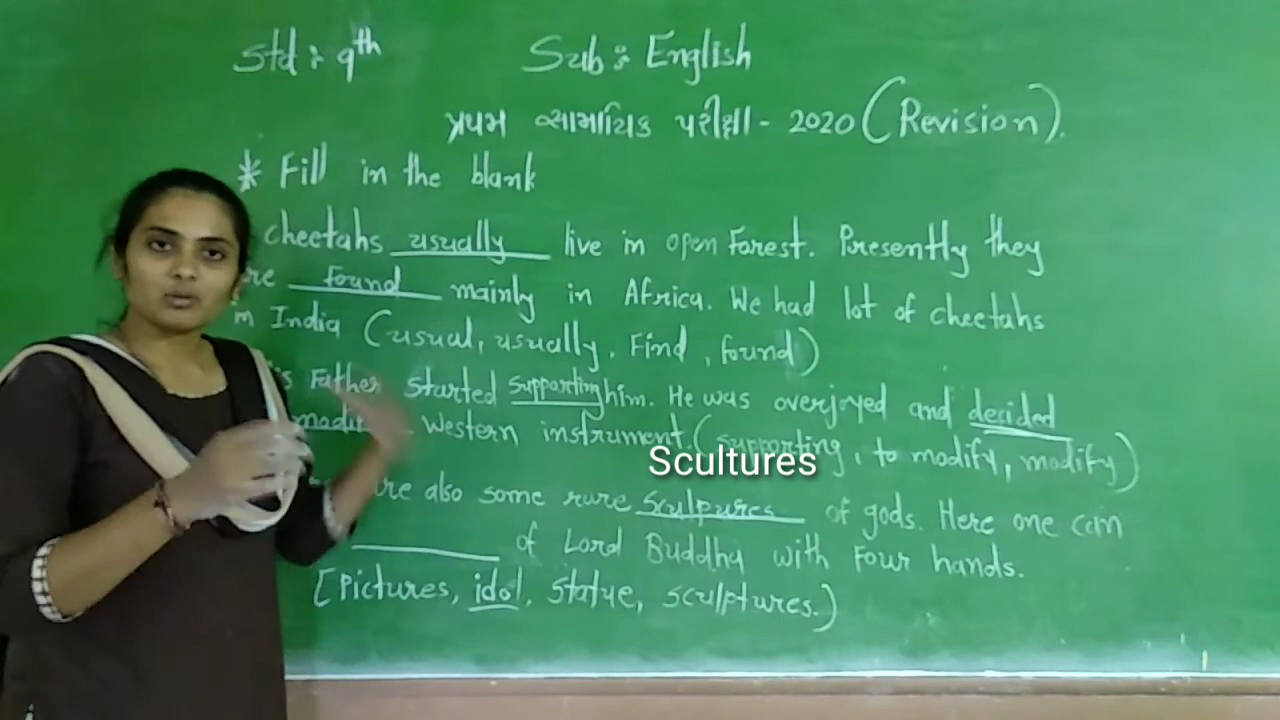 Std : 9th
Sub : English
પ્રથમ સામાયિક પરીક્ષા - 2020 (Revision).
* Fill in the blank
cheetahs usually live in open Forest. Presently they
re found mainly in Africa. We had lot of cheetahs
in India (usual, usually, Find, found)
is Father started supporting him. He was overjoyed and decided
modi Western instrument. (supporting, to modify, modify)
Scultures
re also some rare sculpures of gods. Here one can
of Lord Buddha with Four hands.
[Pictures, idol, Statue, sculptures.)